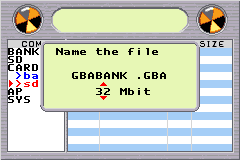 COM
SIZE
BANK
SD
CARD
>ba
>sd
AP
SYS
Name the file
GBABANK .GBA
32 Mbit